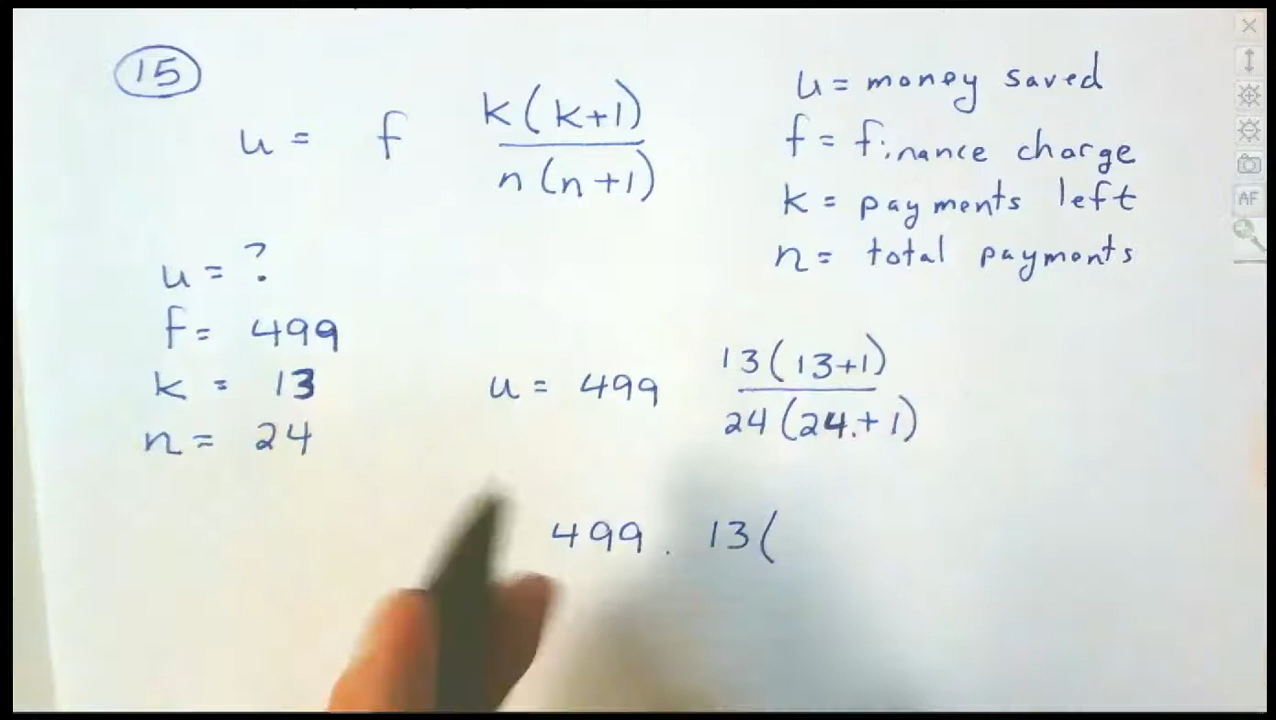 15
u = f k(k+1) / n(n+1)
u = money saved
f = finance charge
k = payments left
n = total payments
u = ?
f = 499
k = 13
n = 24
u = 499 13(13+1) / 24(24+1)
499 . 13(
AF